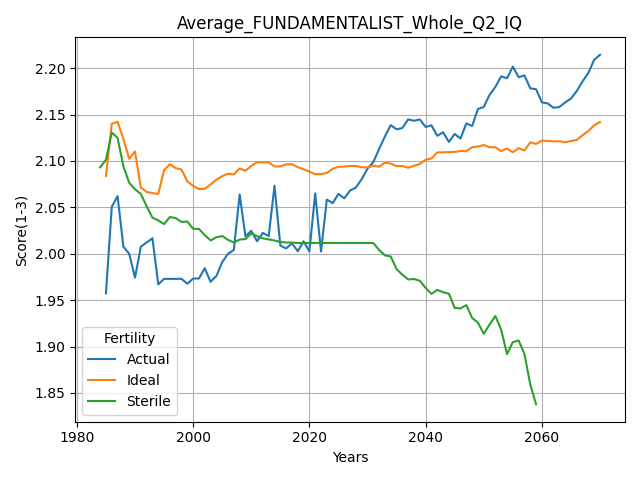 Average_FUNDAMENTALIST_Whole_Q2_IQ
Score(1-3)
2.20
2.15
2.10
2.05
2.00
1.95
1.90
1.85
Fertility
Actual
Ideal
Sterile
1980 2000 2020 2040 2060
Years